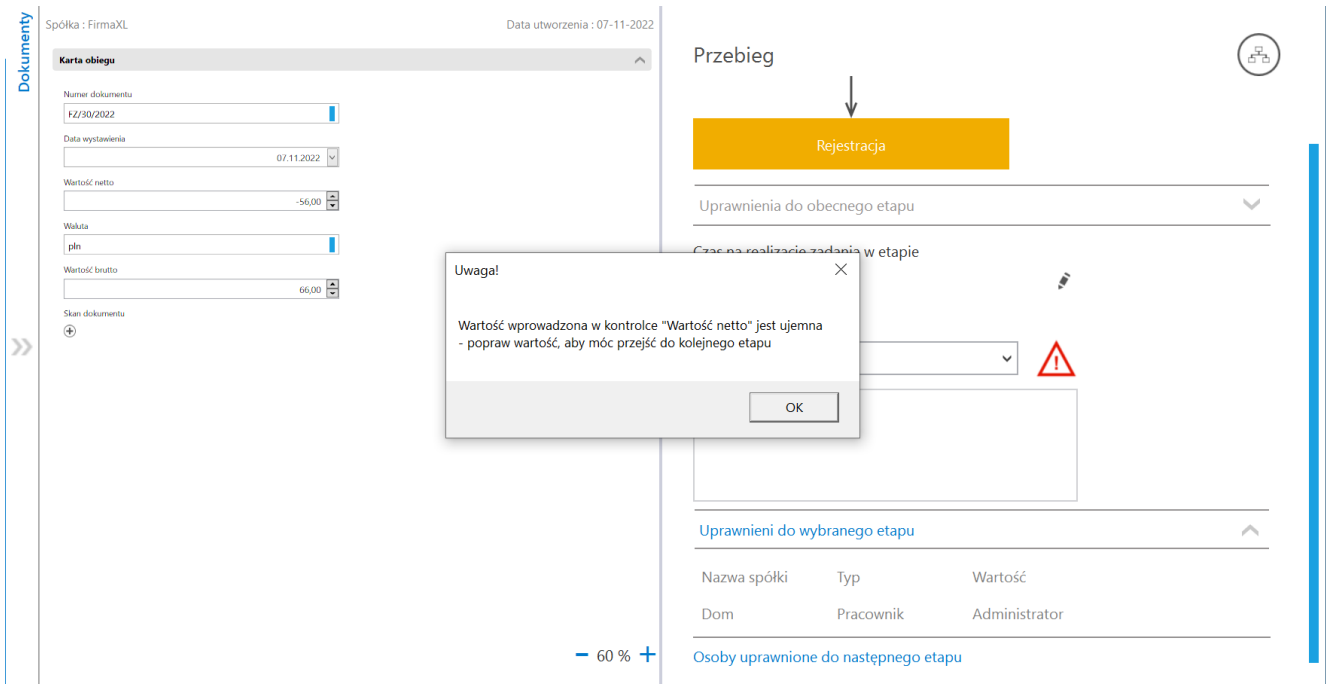 Dokumenty
Spółka : FirmaXL
Data utworzenia : 07-11-2022
Karta obiegu
Numer dokumentu
FZ/30/2022
Data wystawienia
07.11.2022
Wartość netto
-56,00
Waluta
pln
Wartość brutto
66,00
Skan dokumentu
60 %
Przebieg
Rejestracja
Uprawnienia do obecnego etapu
Czas na realizację zadania w etapie
Uwaga!
Wartość wprowadzona w kontrolce "Wartość netto" jest ujemna
- popraw wartość, aby móc przejść do kolejnego etapu
OK
Uprawnieni do wybranego etapu
Nazwa spółki Typ Wartość
Dom Pracownik Administrator
Osoby uprawnione do następnego etapu